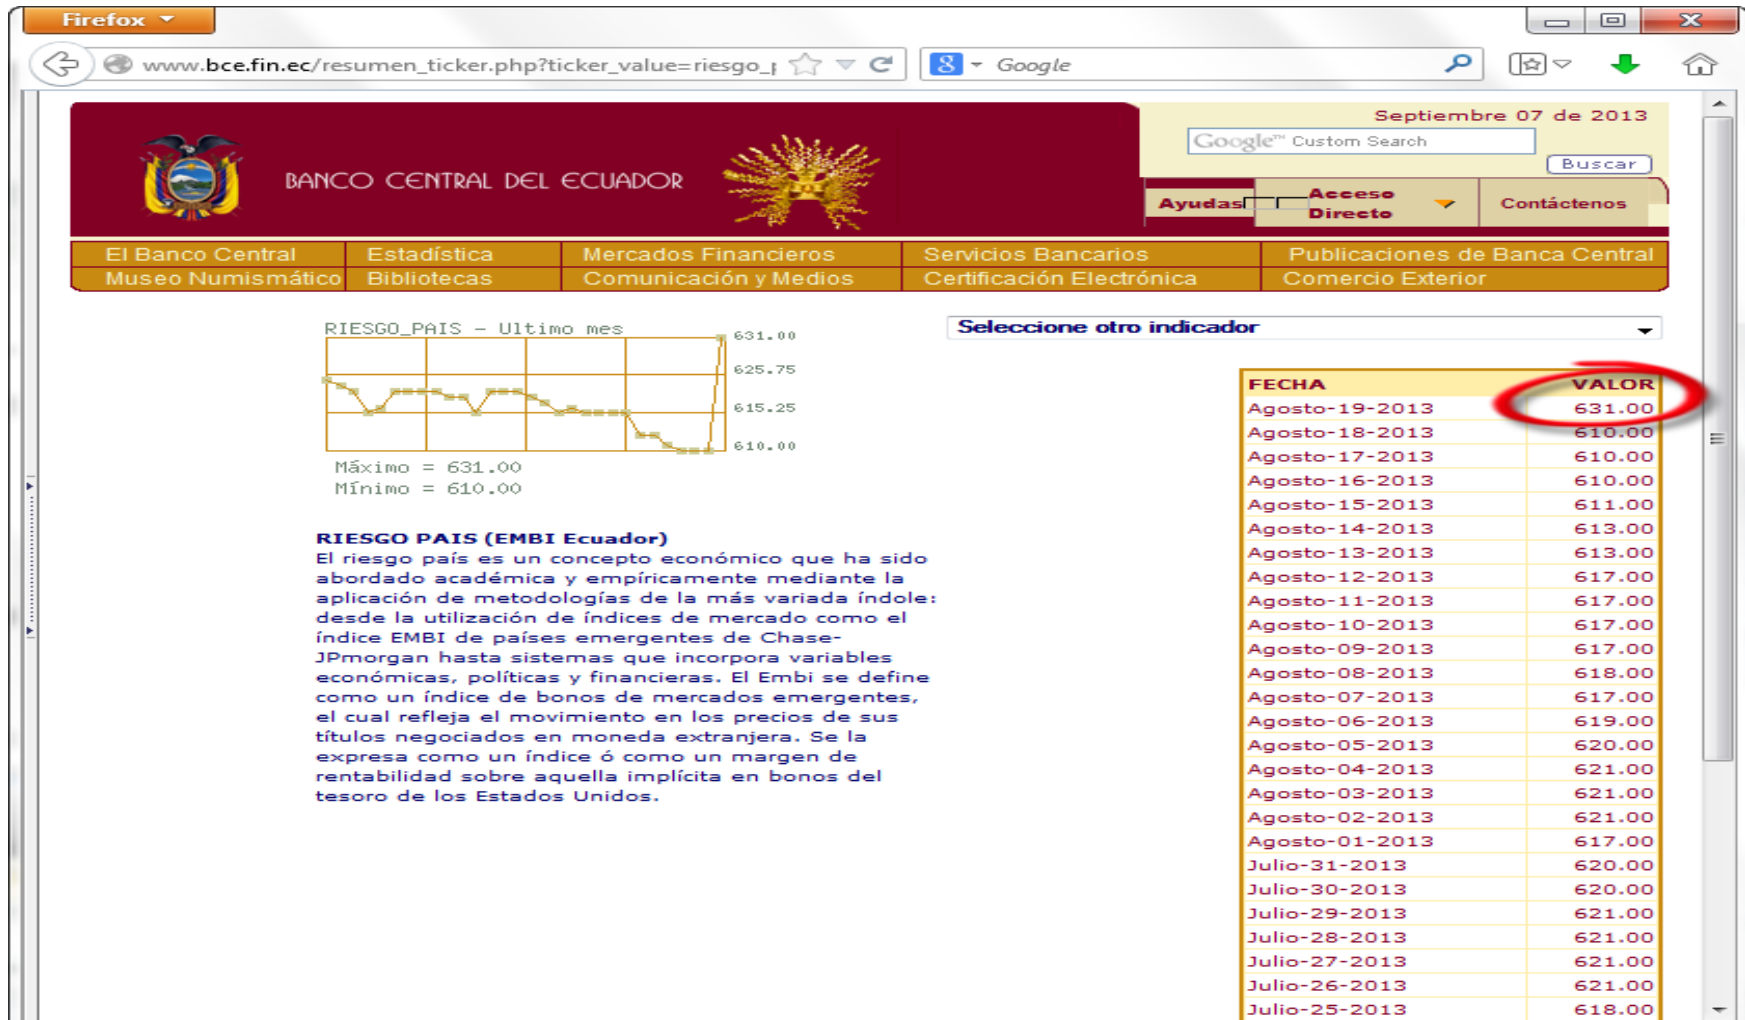 Firefox
www.bce.fin.ec/resumen_ticker.php?ticker_value=riesgo_
Google
Septiembre 07 de 2013
Google™ Custom Search
Buscar
BANCO CENTRAL DEL ECUADOR
Ayudas
Acceso
Directo
Contáctenos
El Banco Central Estadística Mercados Financieros Servicios Bancarios Publicaciones de Banca Central
Museo Numismático Bibliotecas Comunicación y Medios Certificación Electrónica Comercio Exterior
RIESGO_PAIS - Ultimo mes
631.00
625.75
615.25
610.00
Máximo = 631.00
Mínimo = 610.00
RIESGO PAIS (EMBI Ecuador)
El riesgo país es un concepto económico que ha sido
abordado académica y empíricamente mediante la
aplicación de metodologías de la más variada índole:
desde la utilización de índices de mercado como el
índice EMBI de países emergentes de Chase-
JPmorgan hasta sistemas que incorpora variables
económicas, políticas y financieras. El Embi se define
como un índice de bonos de mercados emergentes,
el cual refleja el movimiento en los precios de sus
títulos negociados en moneda extranjera. Se la
expresa como un índice ó como un margen de
rentabilidad sobre aquella implícita en bonos del
tesoro de los Estados Unidos.
Seleccione otro indicador
FECHA VALOR
Agosto-19-2013 631.00
Agosto-18-2013 610.00
Agosto-17-2013 610.00
Agosto-16-2013 610.00
Agosto-15-2013 611.00
Agosto-14-2013 613.00
Agosto-13-2013 613.00
Agosto-12-2013 617.00
Agosto-11-2013 617.00
Agosto-10-2013 617.00
Agosto-09-2013 617.00
Agosto-08-2013 618.00
Agosto-07-2013 617.00
Agosto-06-2013 619.00
Agosto-05-2013 620.00
Agosto-04-2013 621.00
Agosto-03-2013 621.00
Agosto-02-2013 621.00
Agosto-01-2013 617.00
Julio-31-2013 620.00
Julio-30-2013 620.00
Julio-29-2013 621.00
Julio-28-2013 621.00
Julio-27-2013 621.00
Julio-26-2013 621.00
Julio-25-2013 618.00